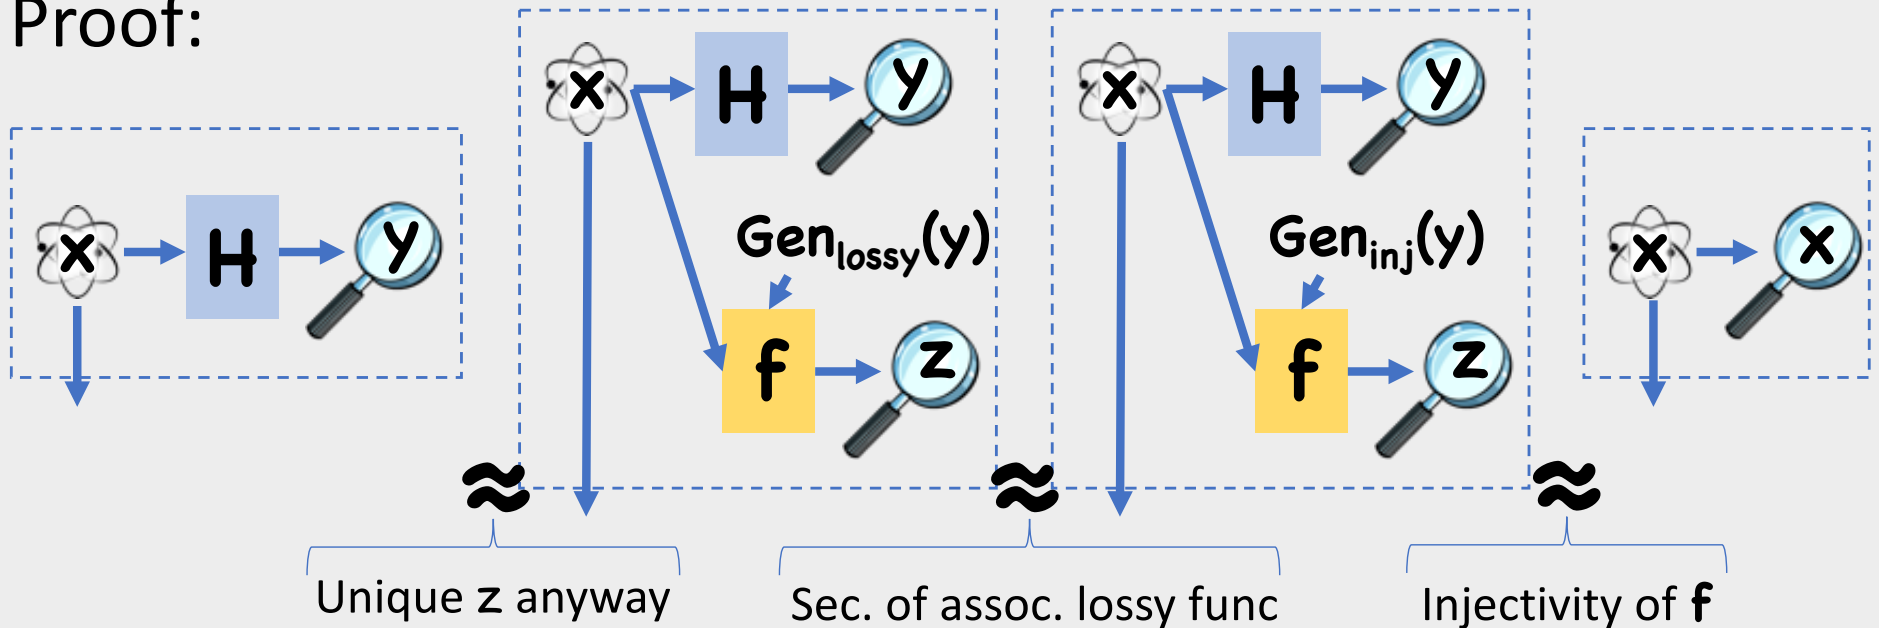 Proof:
x H y
x H y
Gen_lossy(y)
f z
x H y
Gen_inj(y)
f z
x x
≈ ≈ ≈
Unique z anyway
Sec. of assoc. lossy func
Injectivity of f